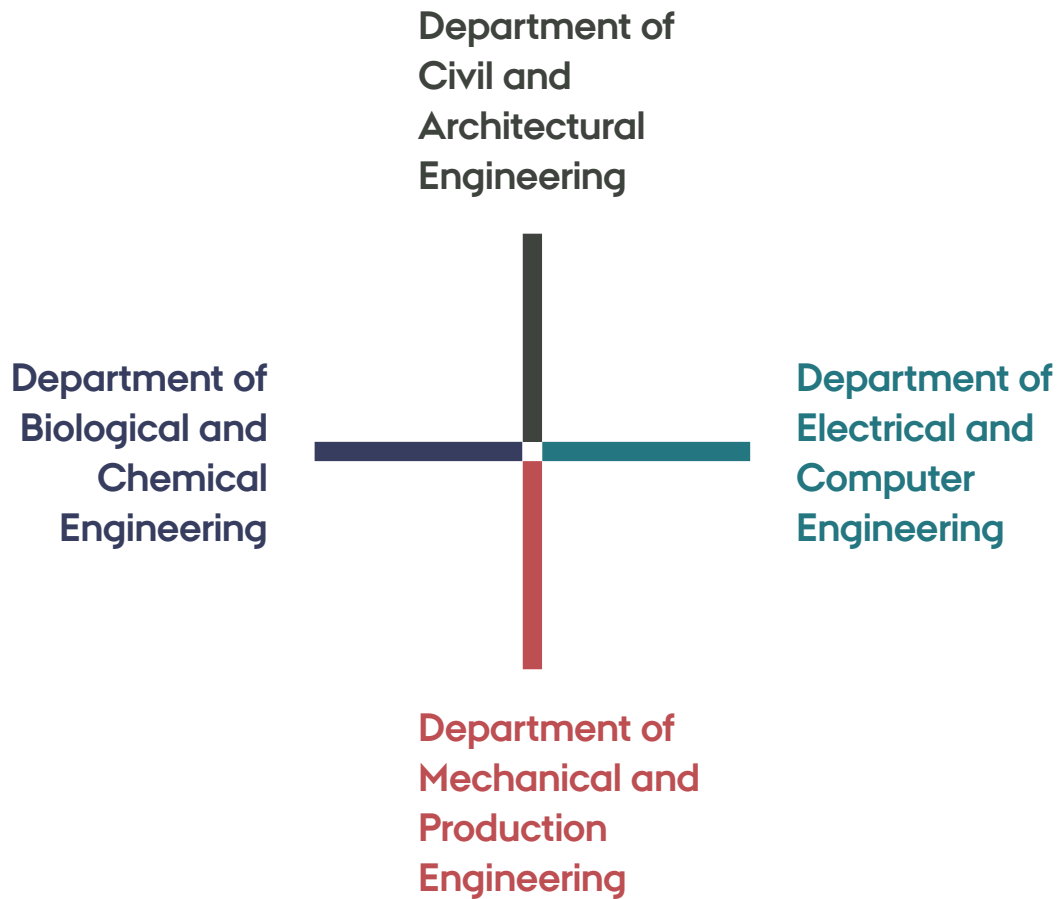 Department of
Civil and
Architectural
Engineering
Department of
Biological and
Chemical
Engineering
Department of
Electrical and
Computer
Engineering
Department of
Mechanical and
Production
Engineering